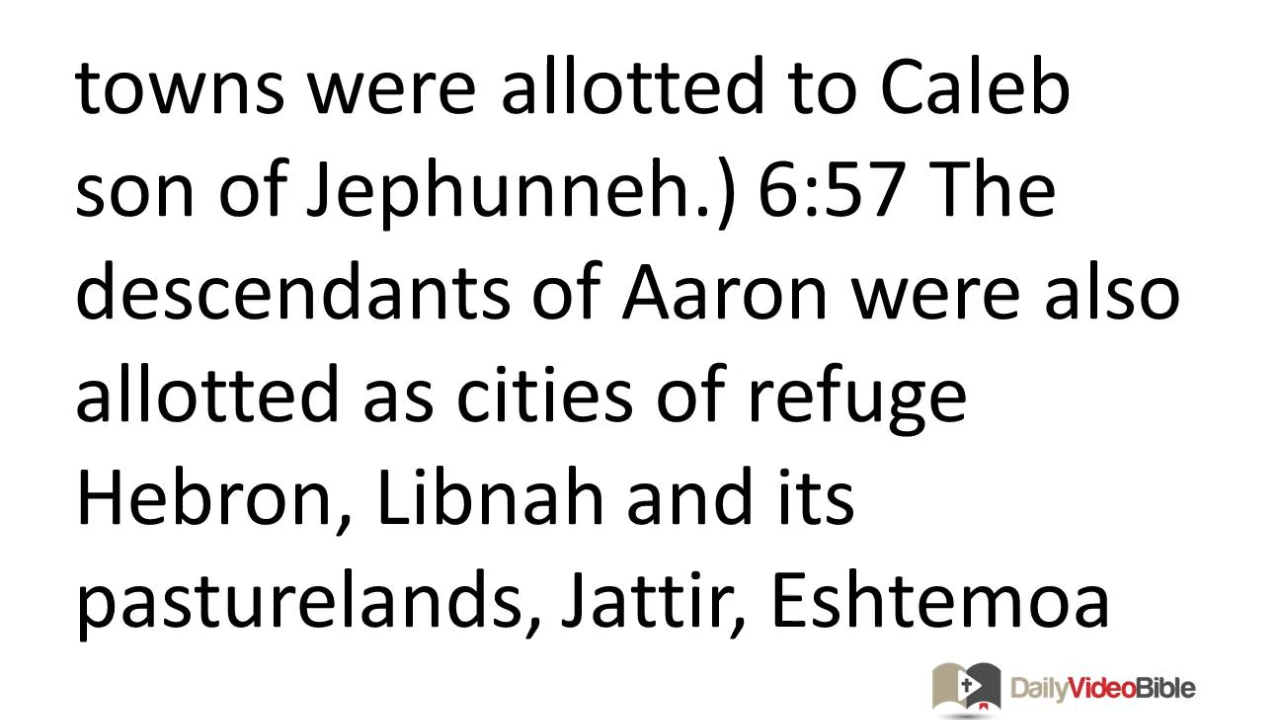 towns were allotted to Caleb
son of Jephunneh.) 6:57 The
descendants of Aaron were also
allotted as cities of refuge
Hebron, Libnah and its
pasturelands, Jattir, Eshtemoa
DailyVideoBible